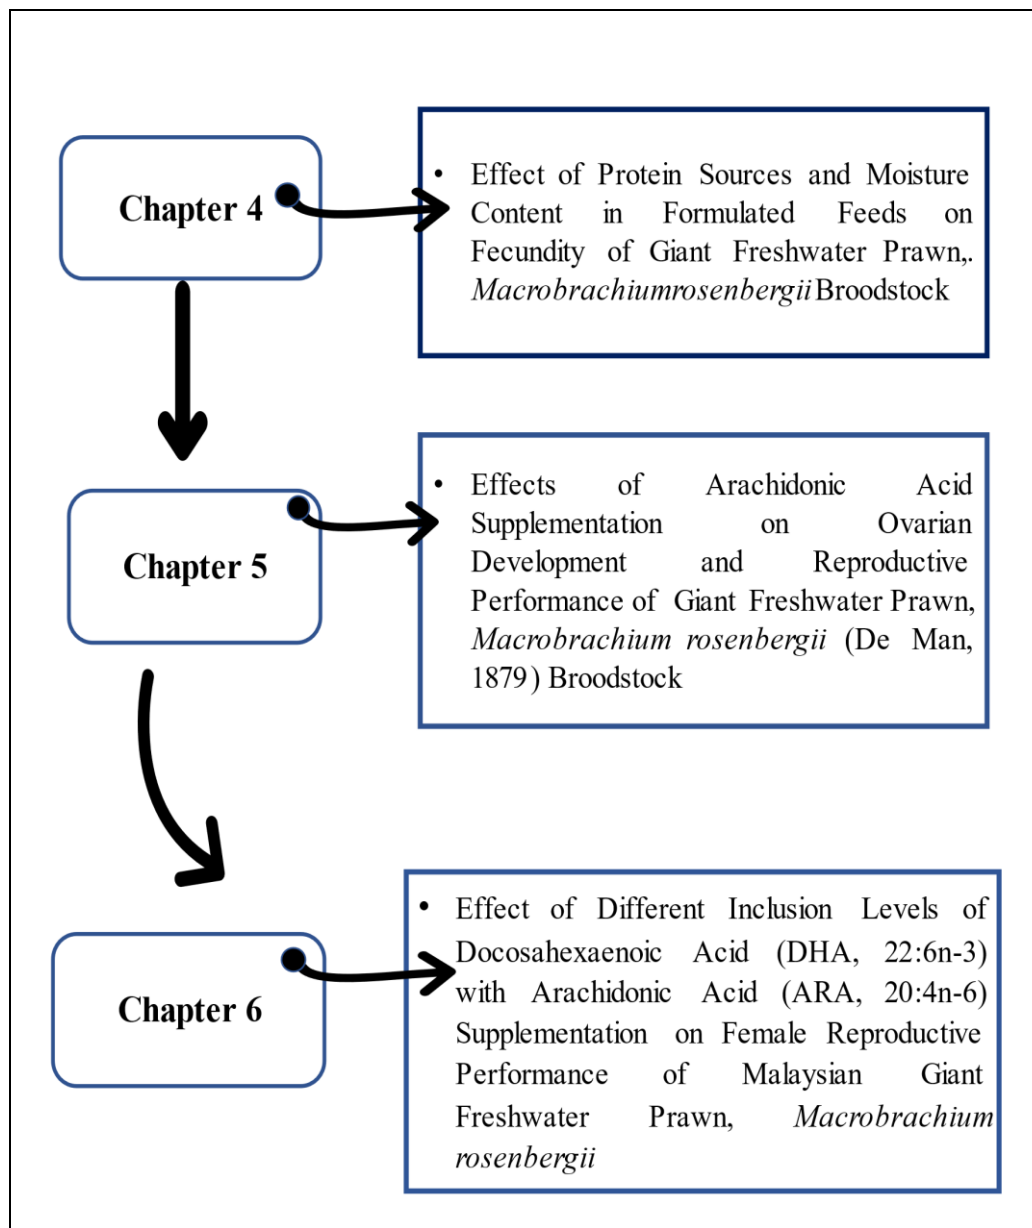 Chapter 4
• Effect of Protein Sources and Moisture
Content in Formulated Feeds on
Fecundity of Giant Freshwater Prawn,.
Macrobrachiumrosenbergii Broodstock
Chapter 5
• Effects of Arachidonic Acid
Supplementation on Ovarian
Development and Reproductive
Performance of Giant Freshwater Prawn,
Macrobrachium rosenbergii (De Man,
1879) Broodstock
Chapter 6
• Effect of Different Inclusion Levels of
Docosahexaenoic Acid (DHA, 22:6n-3)
with Arachidonic Acid (ARA, 20:4n-6)
Supplementation on Female Reproductive
Performance of Malaysian Giant
Freshwater Prawn, Macrobrachium
rosenbergii